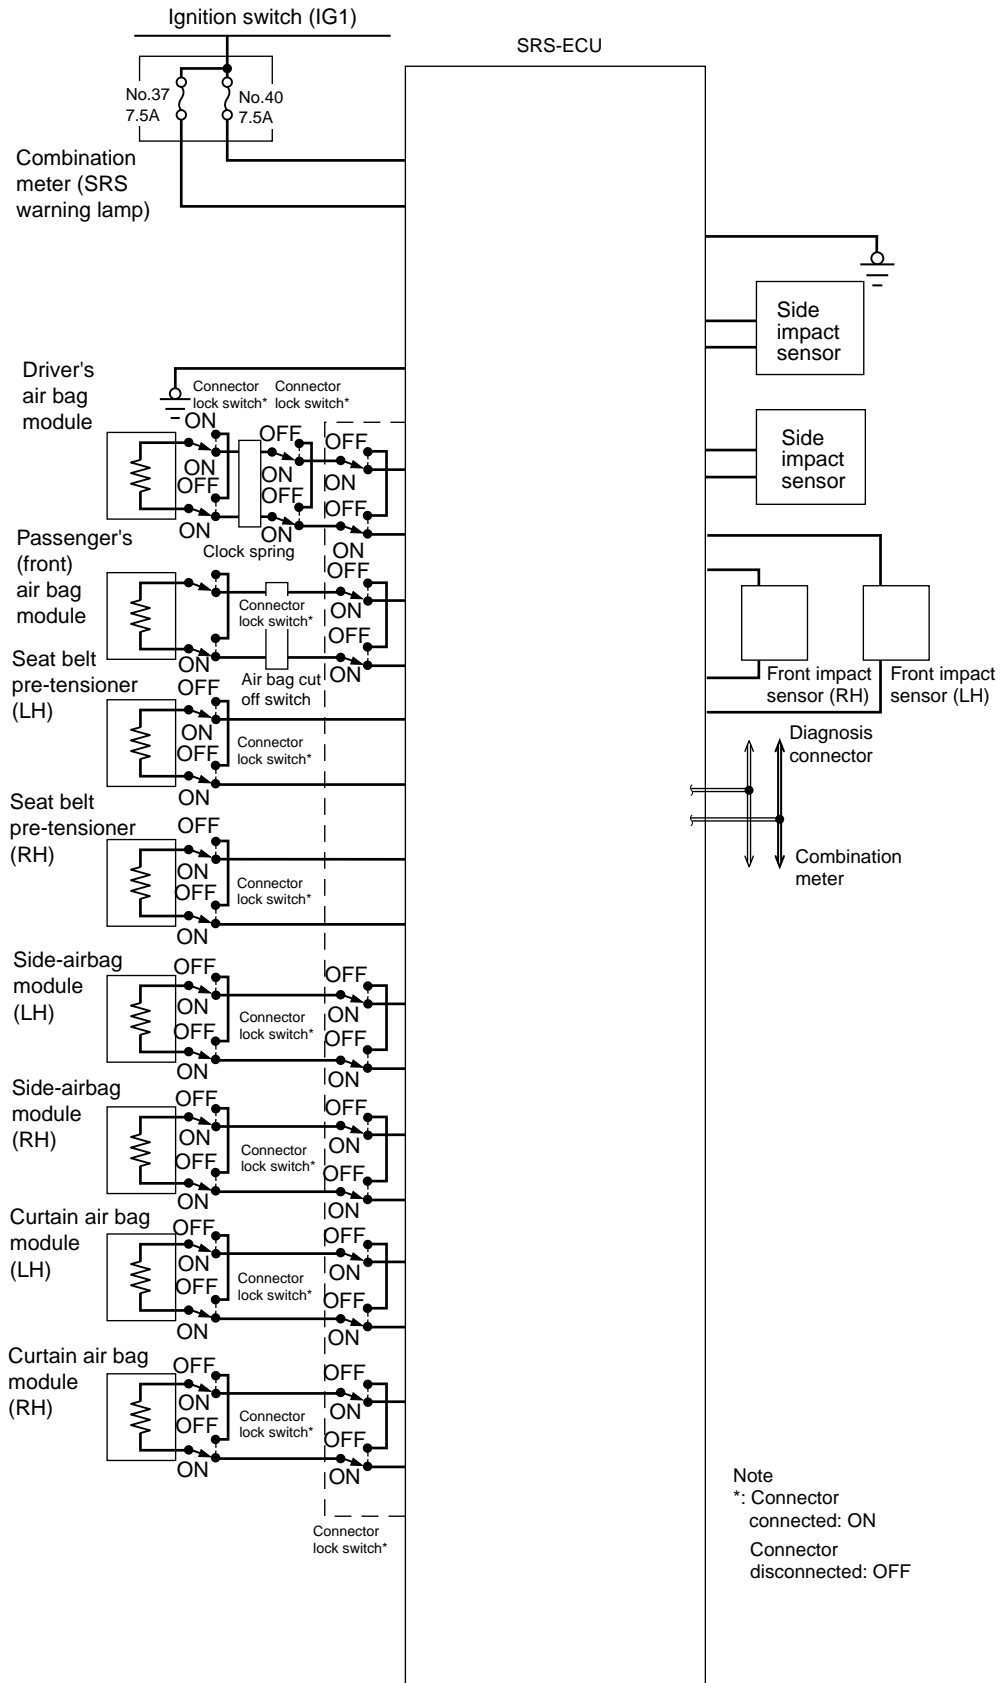 Ignition switch (IG1)
SRS-ECU
No.37
7.5A
No.40
7.5A
Combination
meter (SRS
warning lamp)
Side
impact
sensor
Driver's
air bag
module
Connector
lock switch*
Connector
lock switch*
ON
OFF
OFF
ON
ON
ON
OFF
OFF
OFF
ON
ON
ON
Clock spring
Side
impact
sensor
Passenger's
(front)
air bag
module
OFF
Connector
lock switch*
ON
OFF
ON
ON
Air bag cut
off switch
Front impact
sensor (RH)
Front impact
sensor (LH)
Seat belt
pre-tensioner
(LH)
OFF
ON
OFF
ON
Connector
lock switch*
Diagnosis
connector
Combination
meter
Seat belt
pre-tensioner
(RH)
OFF
ON
OFF
ON
Connector
lock switch*
Side-airbag
module
(LH)
OFF
ON
OFF
ON
Connector
lock switch*
OFF
ON
OFF
ON
Side-airbag
module
(RH)
OFF
ON
OFF
ON
Connector
lock switch*
OFF
ON
OFF
ON
Curtain air bag
module
(LH)
OFF
ON
OFF
ON
Connector
lock switch*
OFF
ON
OFF
ON
Curtain air bag
module
(RH)
OFF
ON
OFF
ON
Connector
lock switch*
OFF
ON
OFF
ON
Connector
lock switch*
Note
*: Connector
connected: ON
Connector
disconnected: OFF